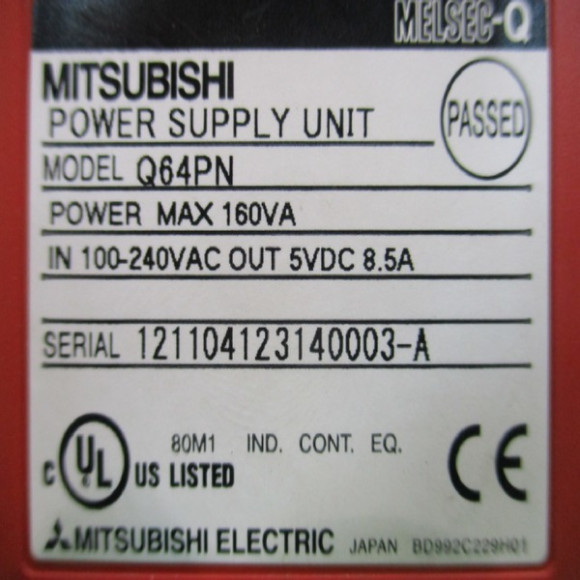 MELSEC-Q
MITSUBISHI
POWER SUPPLY UNIT
PASSED
MODEL Q64PN
POWER MAX 160VA
IN 100-240VAC OUT 5VDC 8.5A
SERIAL 121104123140003-A
C UL US LISTED
80M1 IND. CONT. EQ.
CE
MITSUBISHI ELECTRIC JAPAN BD992C229H01